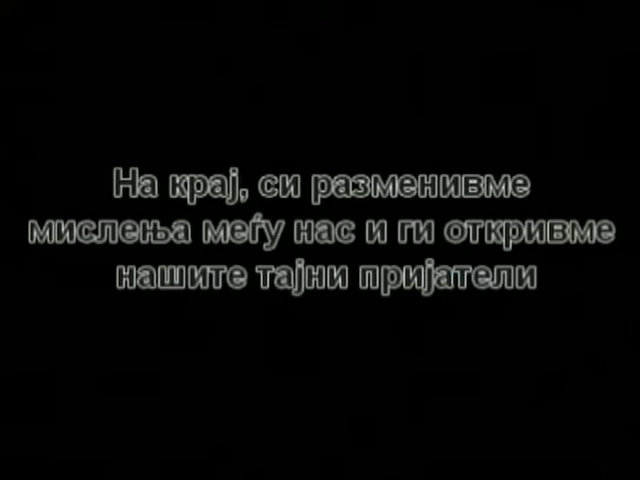 На крај, си разменивме
мислења меѓу нас и ги откривме
нашите тајни пријатели